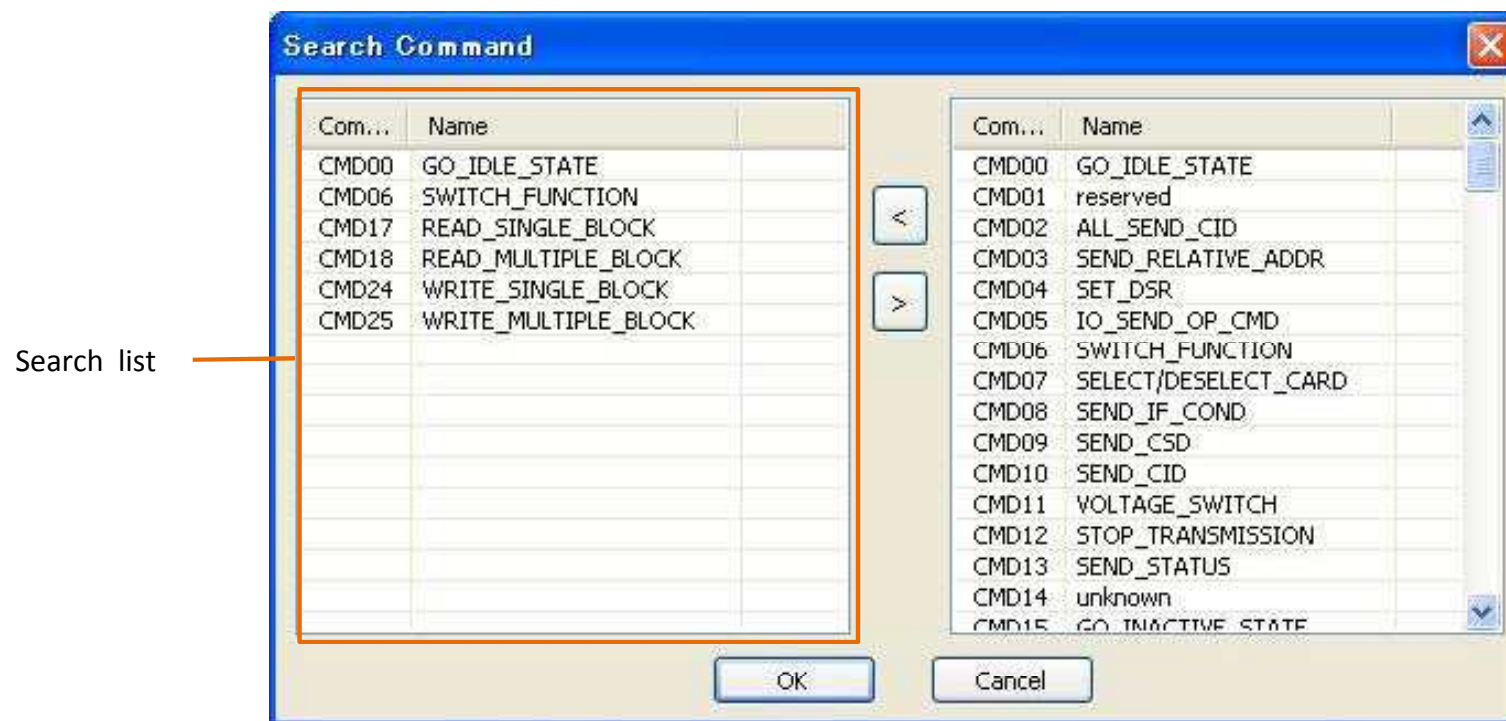 Search Command
Com... Name
CMD00 GO_IDLE_STATE
CMD06 SWITCH_FUNCTION
CMD17 READ_SINGLE_BLOCK
CMD18 READ_MULTIPLE_BLOCK
CMD24 WRITE_SINGLE_BLOCK
CMD25 WRITE_MULTIPLE_BLOCK
Search list
<
>
Com... Name
CMD00 GO_IDLE_STATE
CMD01 reserved
CMD02 ALL_SEND_CID
CMD03 SEND_RELATIVE_ADDR
CMD04 SET_DSR
CMD05 IO_SEND_OP_CMD
CMD06 SWITCH_FUNCTION
CMD07 SELECT/DESELECT_CARD
CMD08 SEND_IF_COND
CMD09 SEND_CSD
CMD10 SEND_CID
CMD11 VOLTAGE_SWITCH
CMD12 STOP_TRANSMISSION
CMD13 SEND_STATUS
CMD14 unknown
CMD15 GO_INACTIVE_STATE
OK
Cancel